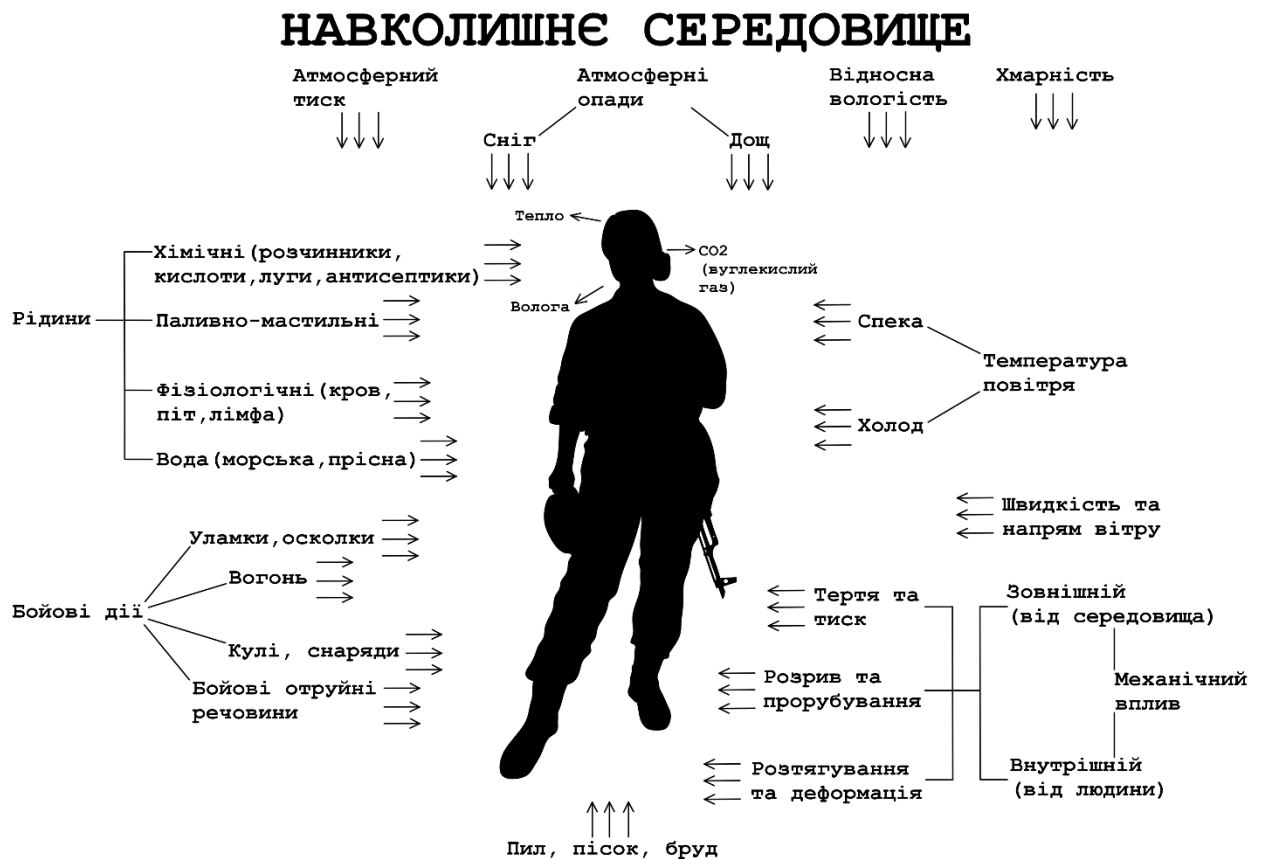 НАВКОЛИШНЄ СЕРЕДОВИЩЕ
Атмосферний
тиск
Атмосферні
опади
Сніг
Дощ
Відносна
вологість
Хмарність
Тепло
СО2
(вуглекислий
газ)
Волога
Рідини
Хімічні(розчинники,
кислоти,луги,антисептики)
Паливно-мастильні
Фізіологічні(кров,
піт,лімфа)
Вода(морська,прісна)
Спека
Холод
Температура
повітря
Швидкість та
напрям вітру
Бойові дії
Уламки,осколки
Вогонь
Кулі, снаряди
Бойові отруйні
речовини
Тертя та
тиск
Розрив та
прорубування
Розтягування
та деформація
Зовнішній
(від середовища)
Механічний
вплив
Внутрішній
(від людини)
Пил, пісок, бруд